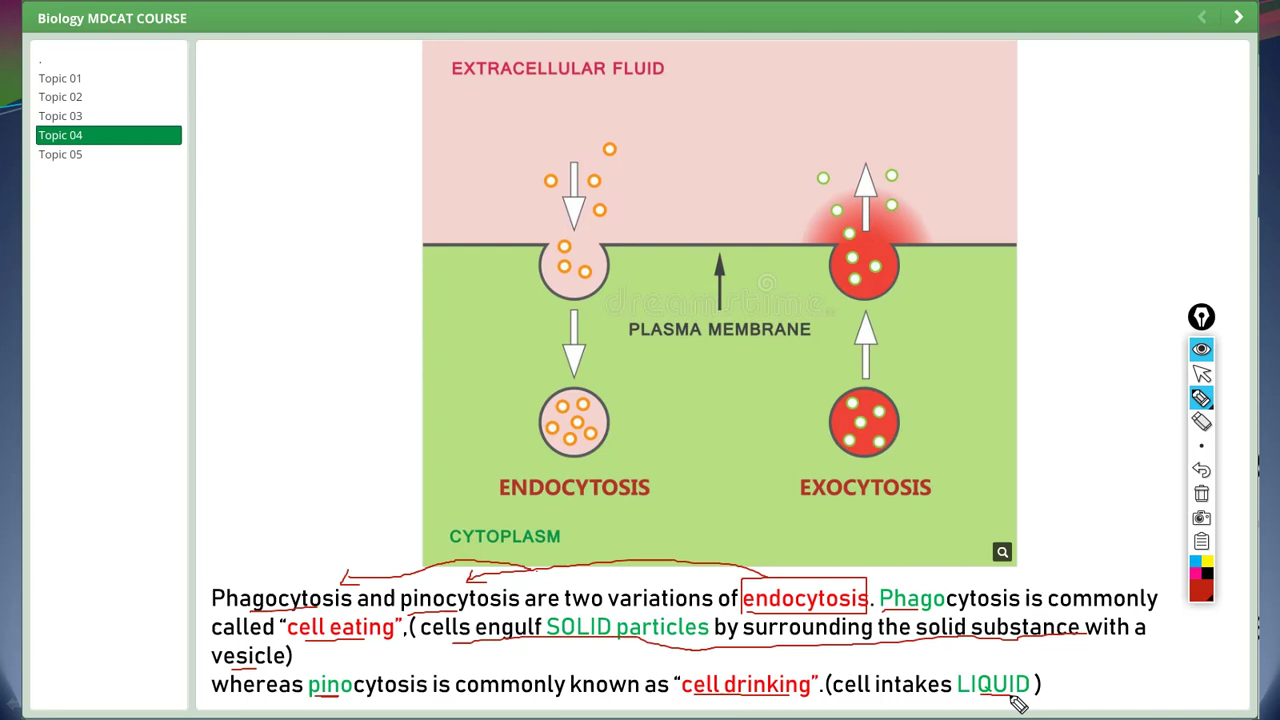 Biology MDCAT COURSE
.
Topic 01
Topic 02
Topic 03
Topic 04
Topic 05
EXTRACELLULAR FLUID
dreamstime.
PLASMA MEMBRANE
ENDOCYTOSIS
EXOCYTOSIS
CYTOPLASM
Phagocytosis and pinocytosis are two variations of endocytosis. Phagocytosis is commonly
called “cell eating”,( cells engulf SOLID particles by surrounding the solid substance with a
vesicle)
whereas pinocytosis is commonly known as “cell drinking”.(cell intakes LIQUID )